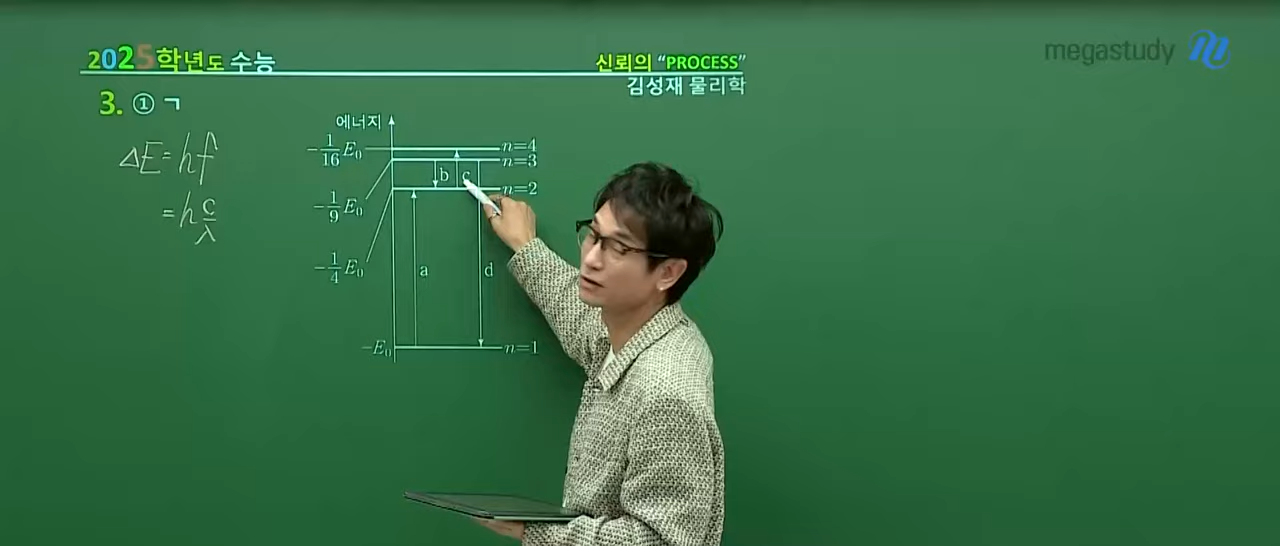 2025학년도 수능
신뢰의 “PROCESS”
김성재 물리학
megastudy
3. ① ㄱ
ΔE=hf
=h c/λ
에너지
n=4
-1/16 E₀
n=3
-1/9 E₀
b
c
n=2
-1/4 E₀
a
d
-E₀
n=1